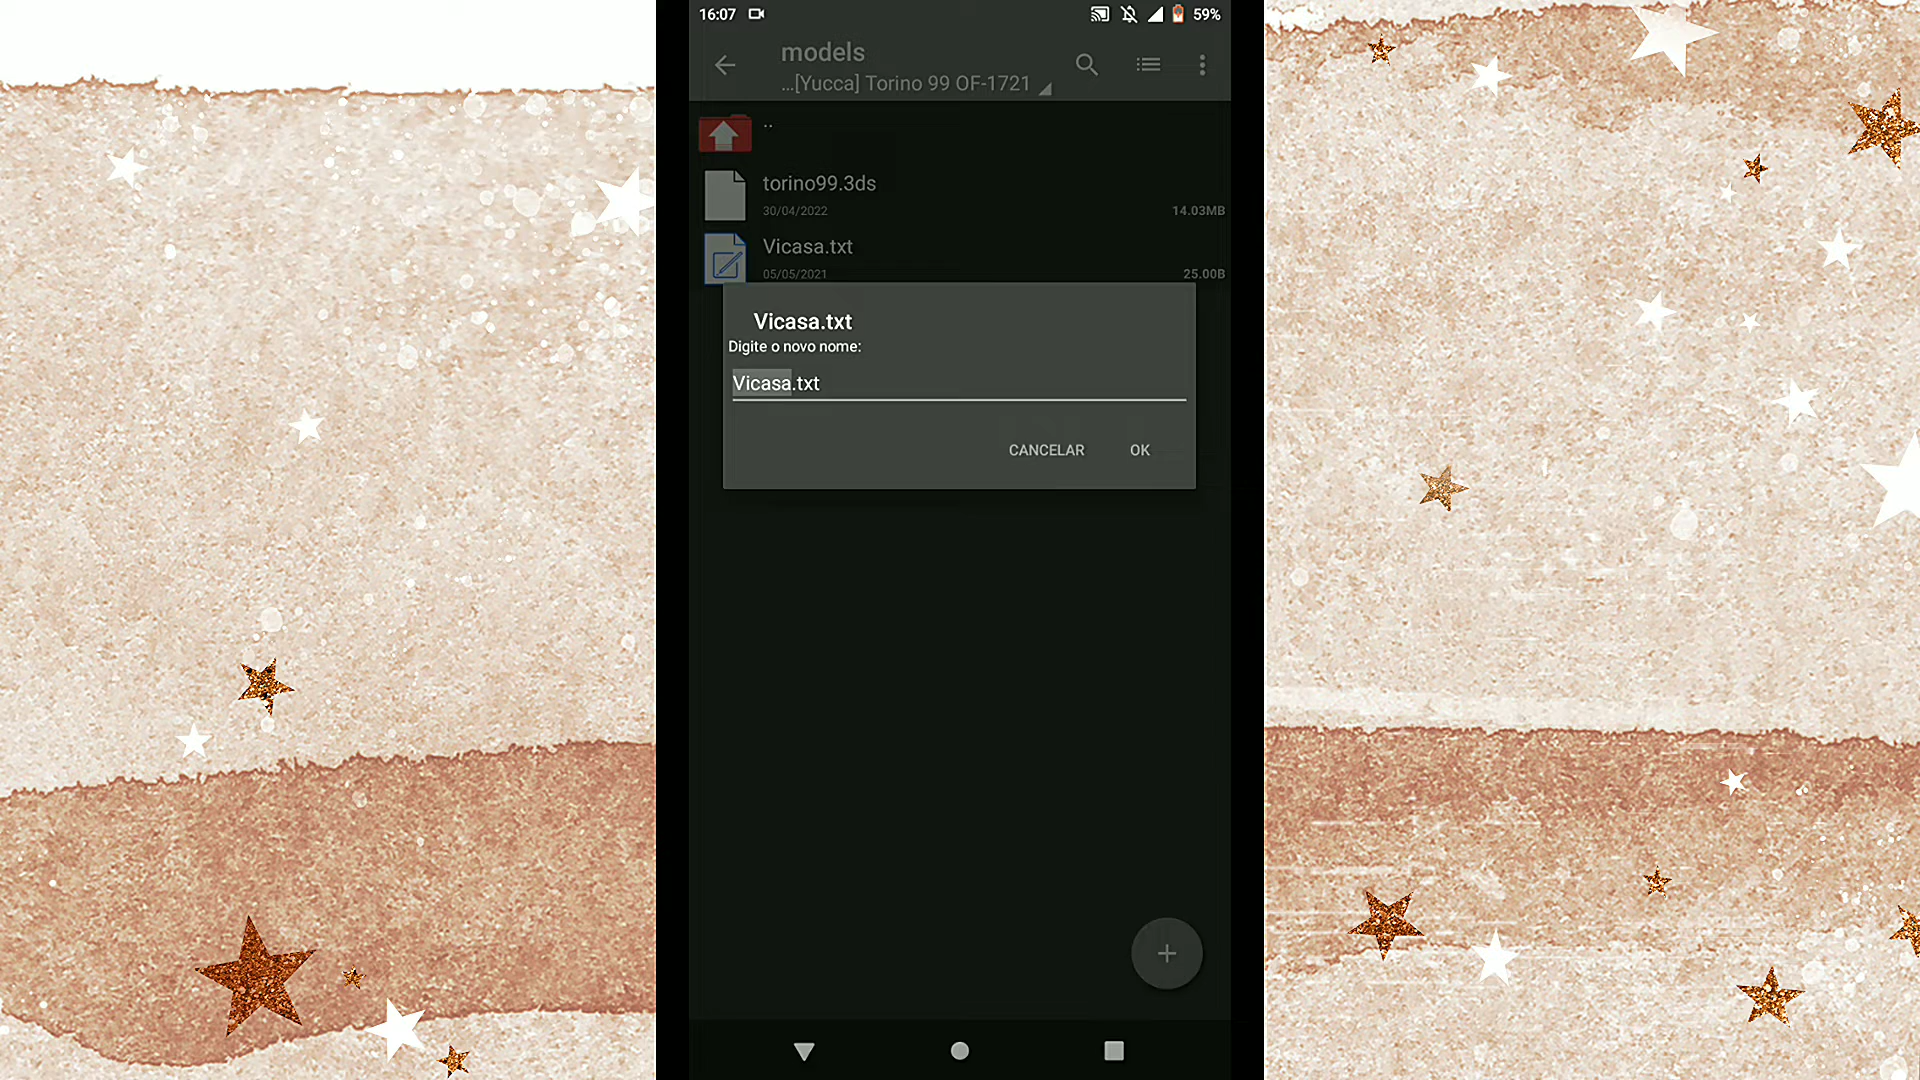 16:07
59%
models
...[Yucca] Torino 99 OF-1721
..
torino99.3ds
30/04/2022
14.03MB
Vicasa.txt
05/05/2021
25.00B
Vicasa.txt
Digite o novo nome:
Vicasa.txt
CANCELAR
OK